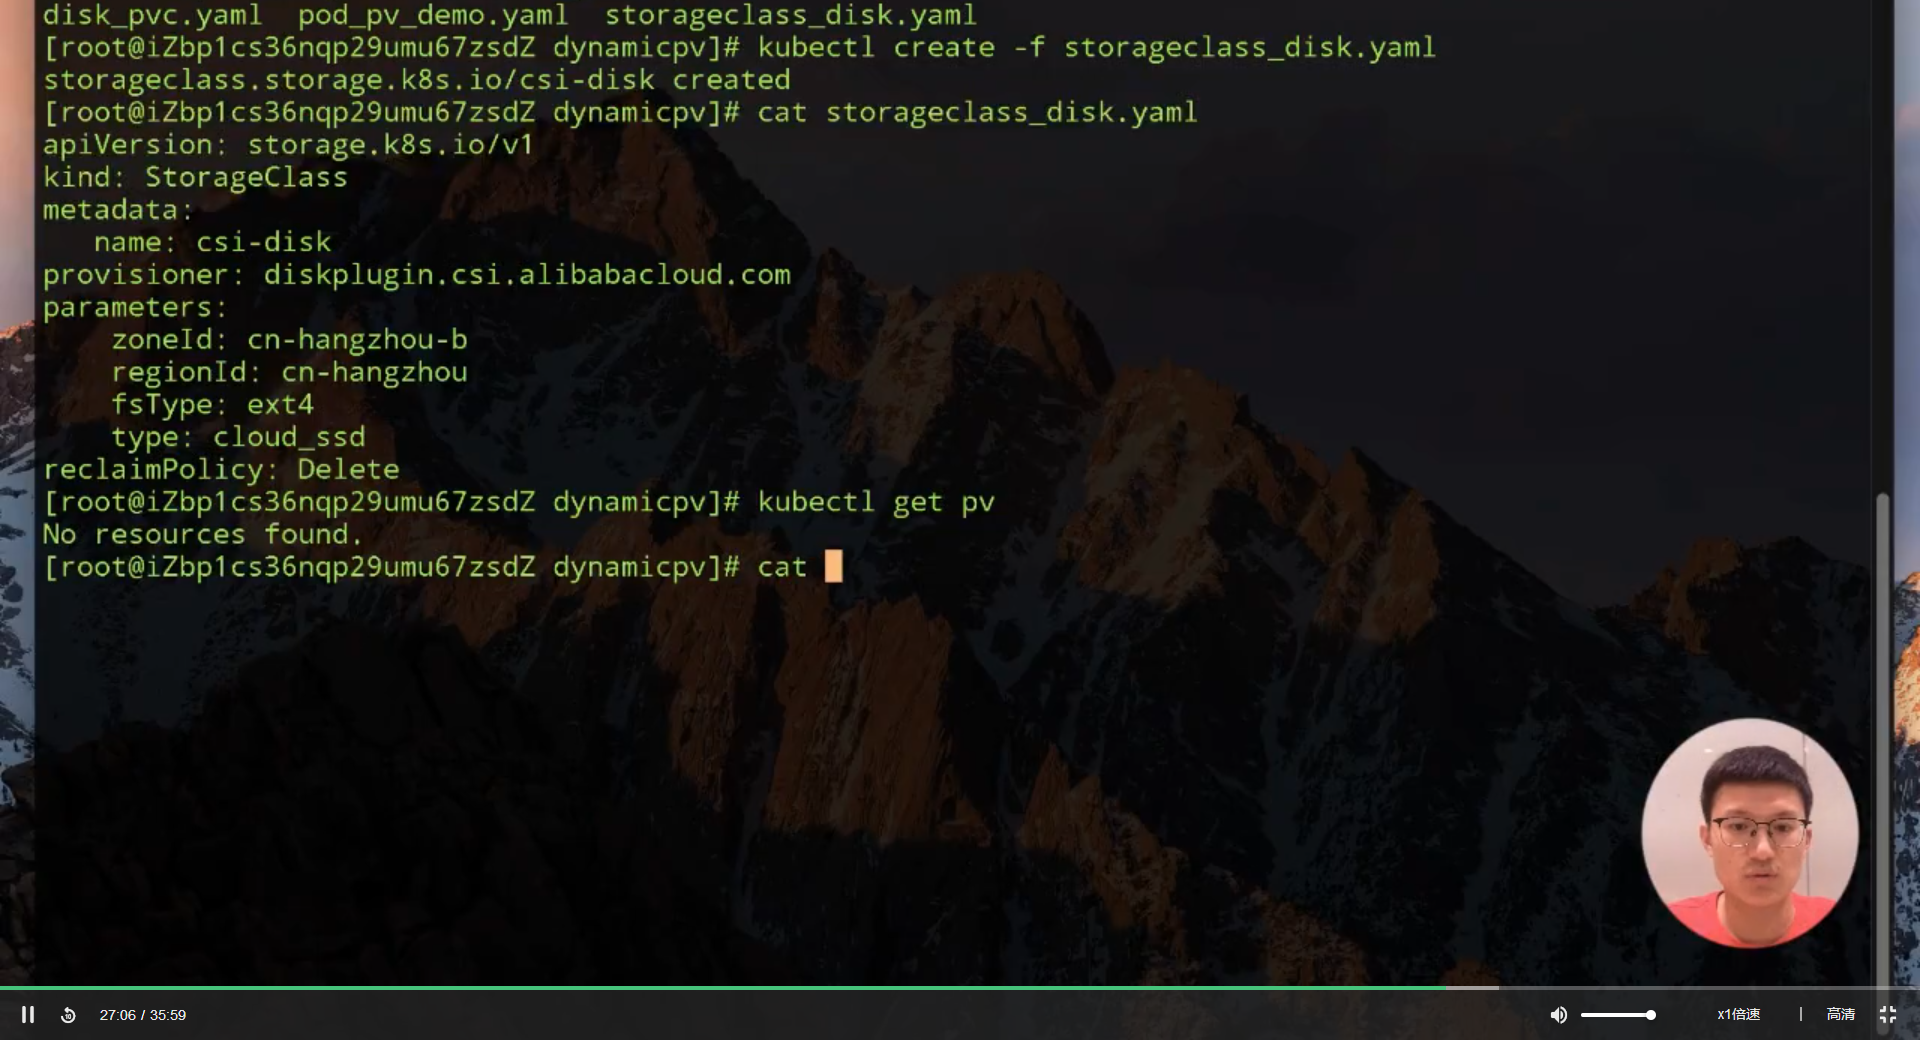 disk_pvc.yaml  pod_pv_demo.yaml  storageclass_disk.yaml
[root@iZbp1cs36nqp29umu67zsdZ dynamicpv]# kubectl create -f storageclass_disk.yaml
storageclass.storage.k8s.io/csi-disk created
[root@iZbp1cs36nqp29umu67zsdZ dynamicpv]# cat storageclass_disk.yaml
apiVersion: storage.k8s.io/v1
kind: StorageClass
metadata:
   name: csi-disk
provisioner: diskplugin.csi.alibabacloud.com
parameters:
    zoneId: cn-hangzhou-b
    regionId: cn-hangzhou
    fsType: ext4
    type: cloud_ssd
reclaimPolicy: Delete
[root@iZbp1cs36nqp29umu67zsdZ dynamicpv]# kubectl get pv
No resources found.
[root@iZbp1cs36nqp29umu67zsdZ dynamicpv]# cat
10
27:06 / 35:59
x1倍速 | 高清